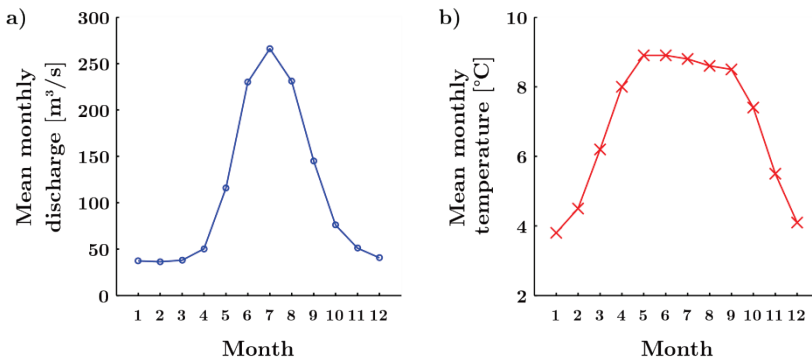 a)
Mean monthly
discharge [m³/s]
300
250
200
150
100
50
0
1 2 3 4 5 6 7 8 9 10 11 12
Month
b)
Mean monthly
temperature [°C]
10
8
6
4
2
1 2 3 4 5 6 7 8 9 10 11 12
Month